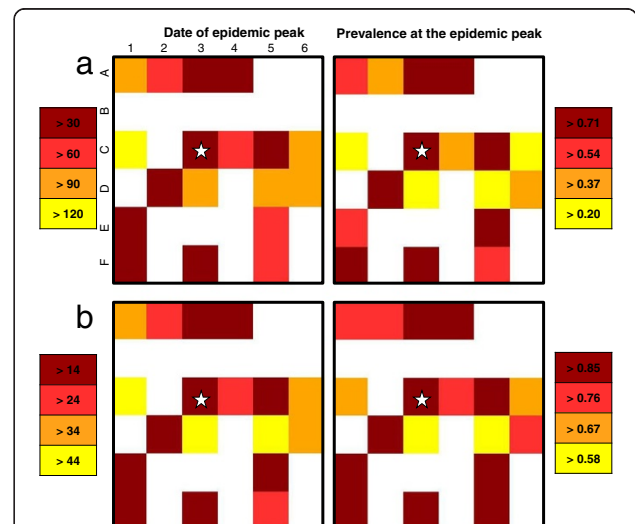 Date of epidemic peak
Prevalence at the epidemic peak
1 2 3 4 5 6
a
A
B
C
D
E
F
> 30
> 60
> 90
> 120
> 0.71
> 0.54
> 0.37
> 0.20
b
> 14
> 24
> 34
> 44
> 0.85
> 0.76
> 0.67
> 0.58